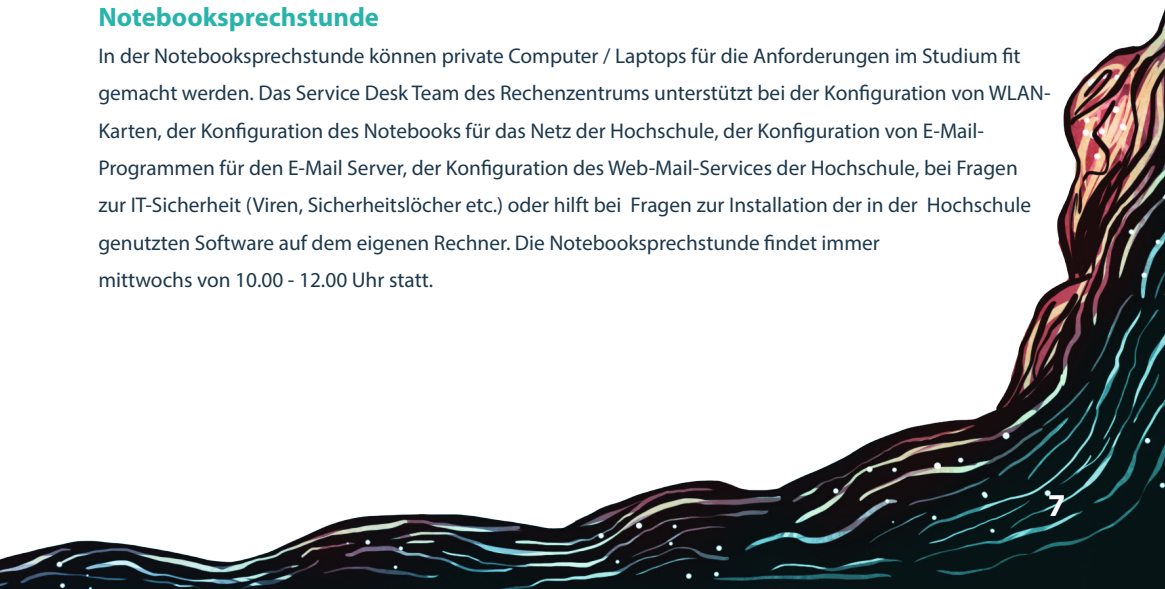 Notebooksprechstunde
In der Notebooksprechstunde können private Computer / Laptops für die Anforderungen im Studium fit
gemacht werden. Das Service Desk Team des Rechenzentrums unterstützt bei der Konfiguration von WLAN-
Karten, der Konfiguration des Notebooks für das Netz der Hochschule, der Konfiguration von E-Mail-
Programmen für den E-Mail Server, der Konfiguration des Web-Mail-Services der Hochschule, bei Fragen
zur IT-Sicherheit (Viren, Sicherheitslöcher etc.) oder hilft bei  Fragen zur Installation der in der  Hochschule
genutzten Software auf dem eigenen Rechner. Die Notebooksprechstunde findet immer
mittwochs von 10.00 - 12.00 Uhr statt.
7